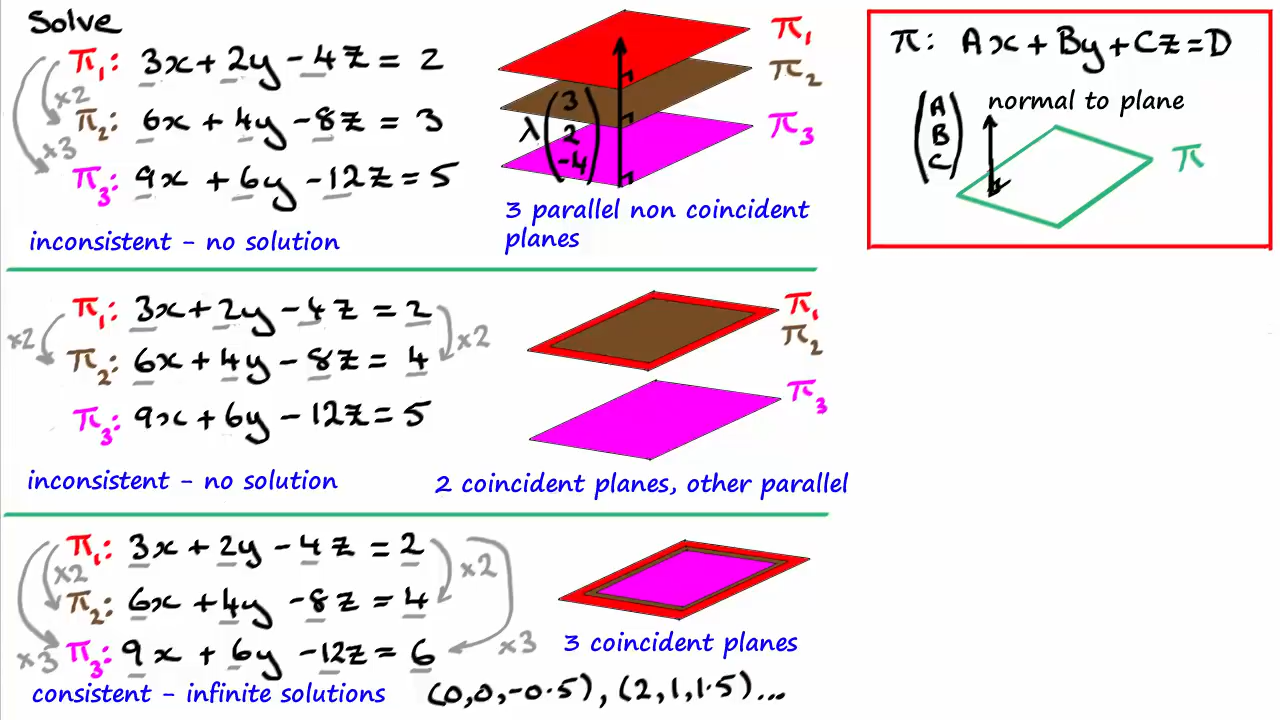 Solve
π₁: 3x + 2y - 4z = 2
x2
π₂: 6x + 4y - 8z = 3
x3
π₃: 9x + 6y - 12z = 5
inconsistent - no solution
π₁
π₂
π₃
λ (3 2 -4)
3 parallel non coincident
planes
π: Ax + By + Cz = D
(A B C)
normal to plane
π
π₁: 3x + 2y - 4z = 2
x2
x2
π₂: 6x + 4y - 8z = 4
π₃: 9x + 6y - 12z = 5
inconsistent - no solution
π₁
π₂
π₃
2 coincident planes, other parallel
π₁: 3x + 2y - 4z = 2
x2
x2
π₂: 6x + 4y - 8z = 4
x3
x3
π₃: 9x + 6y - 12z = 6
3 coincident planes
consistent - infinite solutions
(0,0,-0.5), (2,1,1.5)...